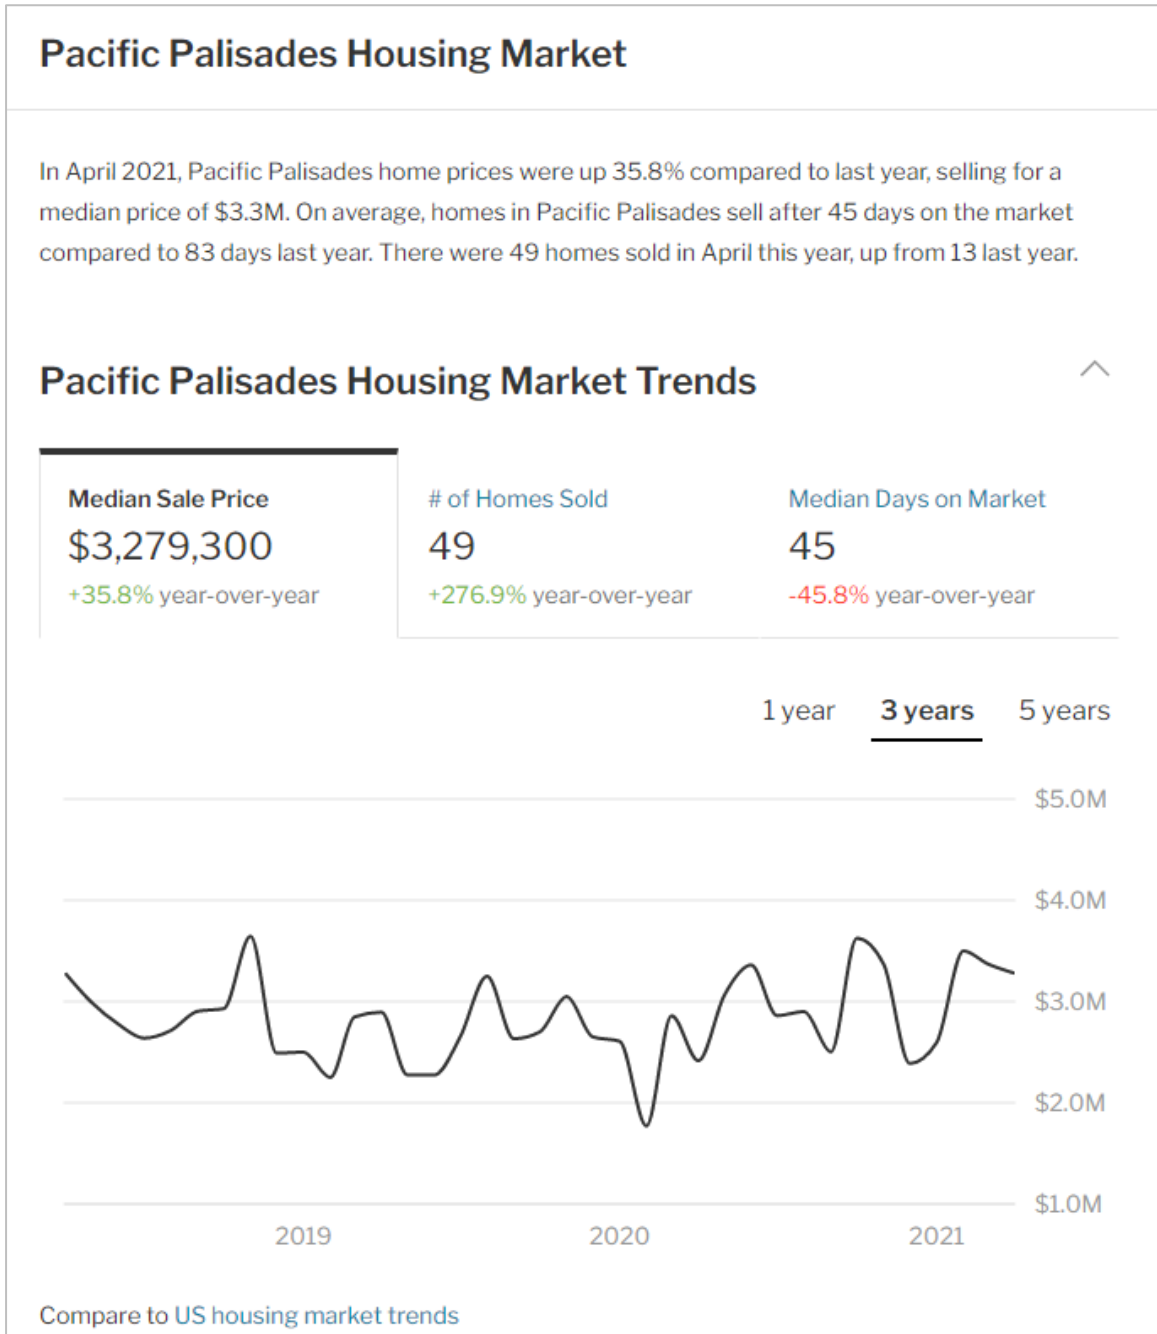 Pacific Palisades Housing Market
In April 2021, Pacific Palisades home prices were up 35.8% compared to last year, selling for a
median price of $3.3M. On average, homes in Pacific Palisades sell after 45 days on the market
compared to 83 days last year. There were 49 homes sold in April this year, up from 13 last year.
Pacific Palisades Housing Market Trends
Median Sale Price
$3,279,300
+35.8% year-over-year
# of Homes Sold
49
+276.9% year-over-year
Median Days on Market
45
-45.8% year-over-year
1 year 3 years 5 years
$5.0M
$4.0M
$3.0M
$2.0M
$1.0M
2019 2020 2021
Compare to US housing market trends